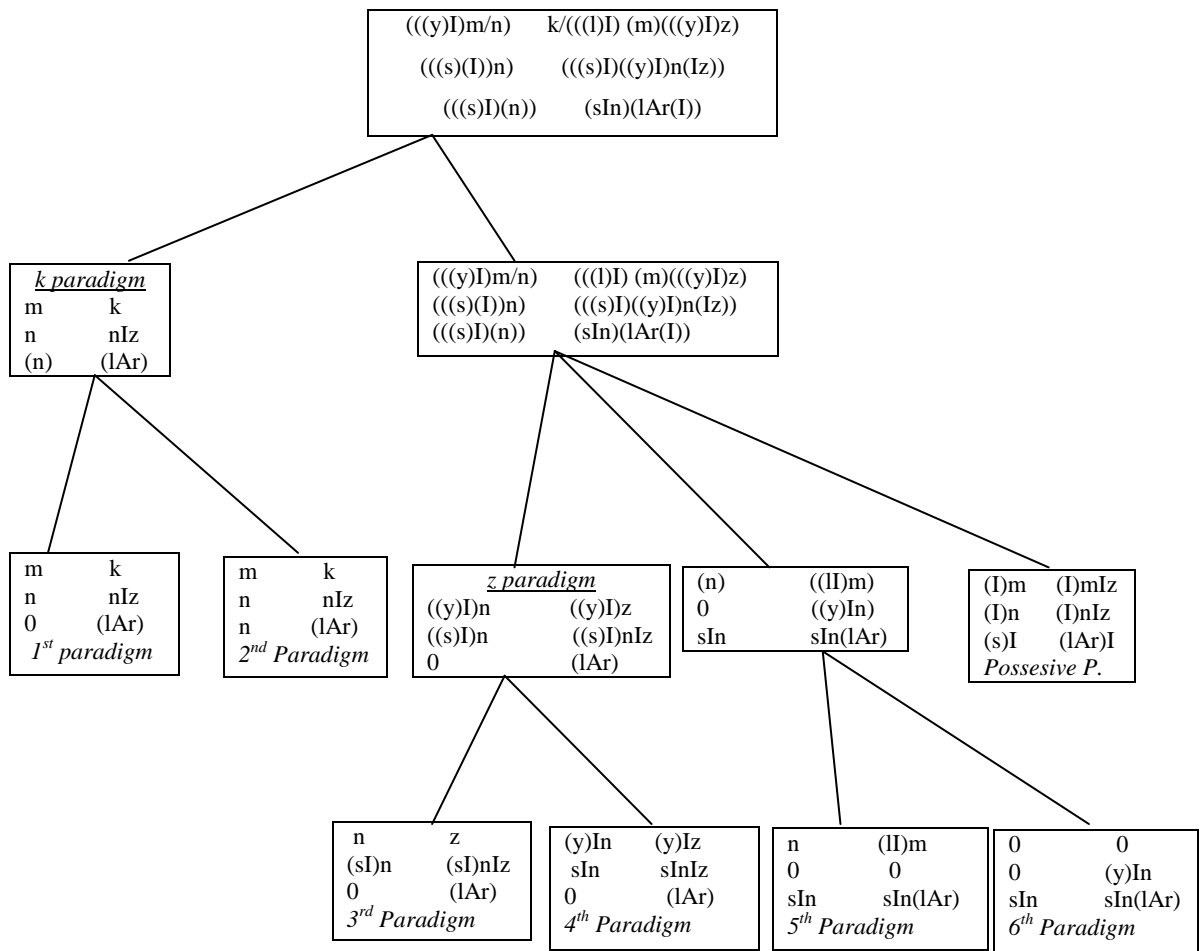 (((y)I)m/n) k/(((l)I) (m)(((y)I)z)
(((s)(I))n) (((s)I)((y)I)n(Iz))
(((s)I)(n)) (sIn)(lAr(I))
k paradigm
m k
n nIz
(n) (lAr)
(((y)I)m/n) (((l)I) (m)(((y)I)z)
(((s)(I))n) (((s)I)((y)I)n(Iz))
(((s)I)(n)) (sIn)(lAr(I))
m k
n nIz
0 (lAr)
1st paradigm
m k
n nIz
n (lAr)
2nd Paradigm
z paradigm
((y)I)n ((y)I)z
((s)I)n ((s)I)nIz
0 (lAr)
(n) ((lI)m)
0 ((y)In)
sIn sIn(lAr)
(I)m (I)mIz
(I)n (I)nIz
(s)I (lAr)I
Possesive P.
n z
(sI)n (sI)nIz
0 (lAr)
3rd Paradigm
(y)In (y)Iz
sIn sInIz
0 (lAr)
4th Paradigm
n (lI)m
0 0
sIn sIn(lAr)
5th Paradigm
0 0
0 (y)In
sIn sIn(lAr)
6th Paradigm